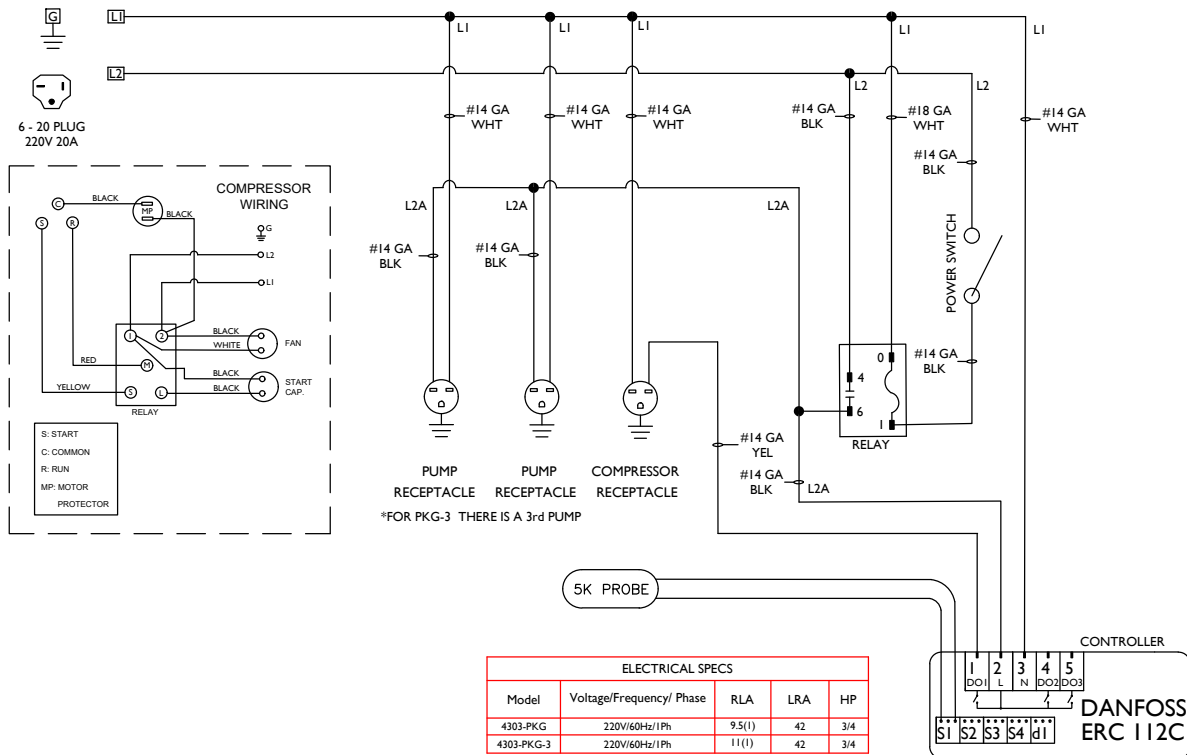 G
L1
L2
6 - 20 PLUG
220V 20A
L1
L1
L1
L1
L1
L2
L2
#14 GA
WHT
#14 GA
WHT
#14 GA
WHT
#14 GA
BLK
#18 GA
WHT
#14 GA
WHT
#14 GA
BLK
L2A
L2A
L2A
#14 GA
BLK
#14 GA
BLK
POWER SWITCH
#14 GA
BLK
COMPRESSOR
WIRING
C
BLACK
MP
BLACK
S
R
G
L2
L1
1
2
BLACK
FAN
WHITE
RED
M
BLACK
START
CAP.
YELLOW
S
L
BLACK
RELAY
S: START
C: COMMON
R: RUN
MP: MOTOR
PROTECTOR
0
4
6
1
RELAY
#14 GA
YEL
#14 GA
BLK
L2A
PUMP
RECEPTACLE
PUMP
RECEPTACLE
COMPRESSOR
RECEPTACLE
*FOR PKG-3 THERE IS A 3rd PUMP
5K PROBE
ELECTRICAL SPECS
Model Voltage/Frequency/ Phase RLA LRA HP
4303-PKG 220V/60Hz/1Ph 9.5(1) 42 3/4
4303-PKG-3 220V/60Hz/1Ph 11(1) 42 3/4
CONTROLLER
1 2 3 4 5
DO1 L N DO2 DO3
S1 S2 S3 S4 d1
DANFOSS
ERC 112C